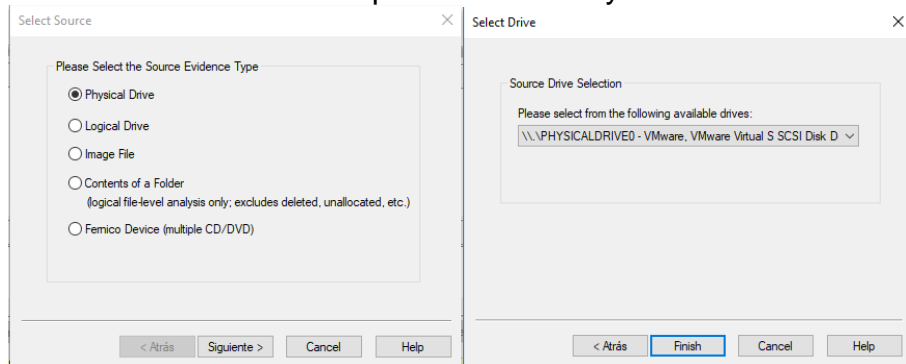 Select Source
Please Select the Source Evidence Type
Physical Drive
Logical Drive
Image File
Contents of a Folder
(logical file-level analysis only; excludes deleted, unallocated, etc.)
Fernico Device (multiple CD/DVD)
< Atrás Siguiente > Cancel Help
Select Drive
Source Drive Selection
Please select from the following available drives:
\\.\PHYSICALDRIVE0 - VMware, VMware Virtual S SCSI Disk D
< Atrás Finish Cancel Help